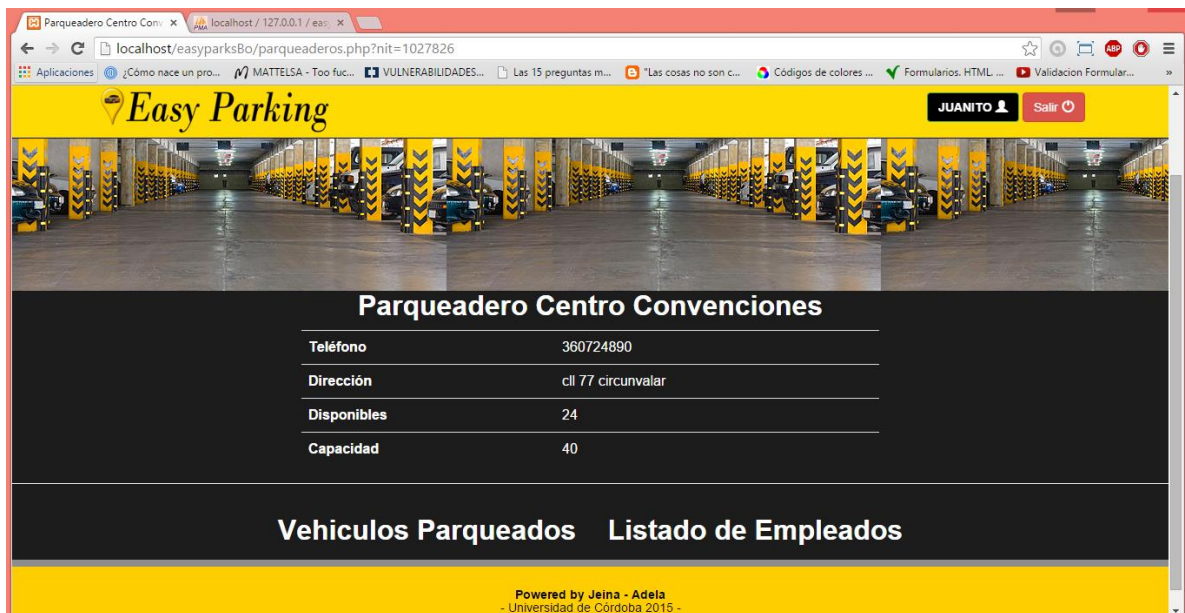 Parqueadero Centro Conv
localhost / 127.0.0.1 / eas
localhost/easyparksBo/parqueaderos.php?nit=1027826
ABP
Aplicaciones ¿Cómo nace un pro... MATTELSA - Too fuc... VULNERABILIDADES... Las 15 preguntas m... "Las cosas no son c... Códigos de colores ... Formularios. HTML ... Validacion Formular... »
Easy Parking
JUANITO Salir
Parqueadero Centro Convenciones
Teléfono 360724890
Dirección cll 77 circunvalar
Disponibles 24
Capacidad 40
Vehiculos Parqueados Listado de Empleados
Powered by Jeina - Adela
- Universidad de Córdoba 2015 -